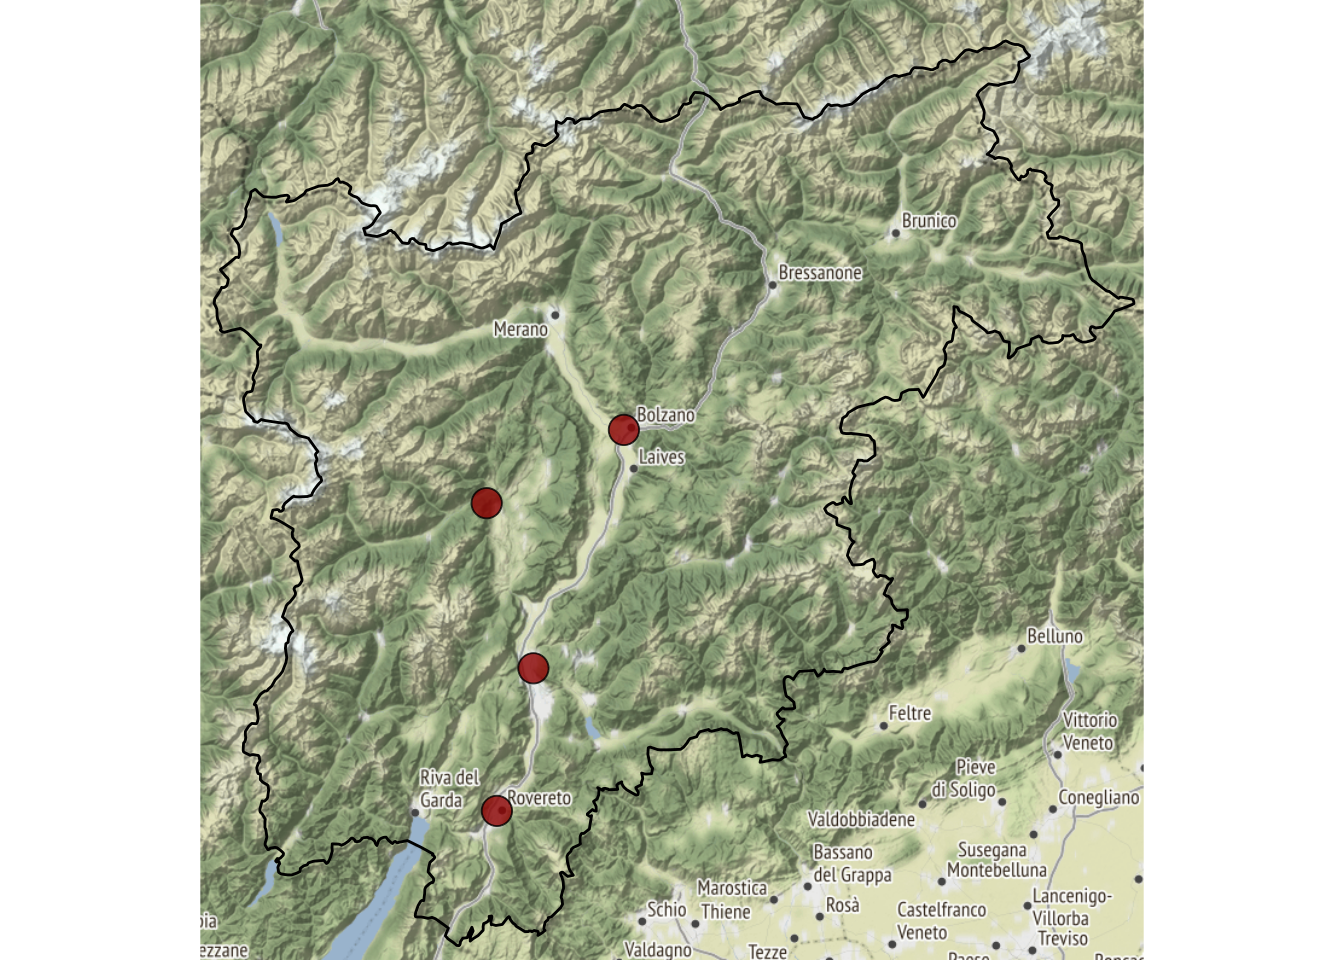 Brunico
Bressanone
Merano
Bolzano
Laives
Belluno
Feltre
Vittorio
Veneto
Pieve
di Soligo
Riva del
Garda
Rovereto
Conegliano
Valdobbiadene
Susegana
Bassano
del Grappa
Montebelluna
Marostica
Lancenigo-
Villorba
Schio
Thiene
Rosà
Castelfranco
Veneto
Treviso
bia
ezzane
Valdagno
Tezze
Paese